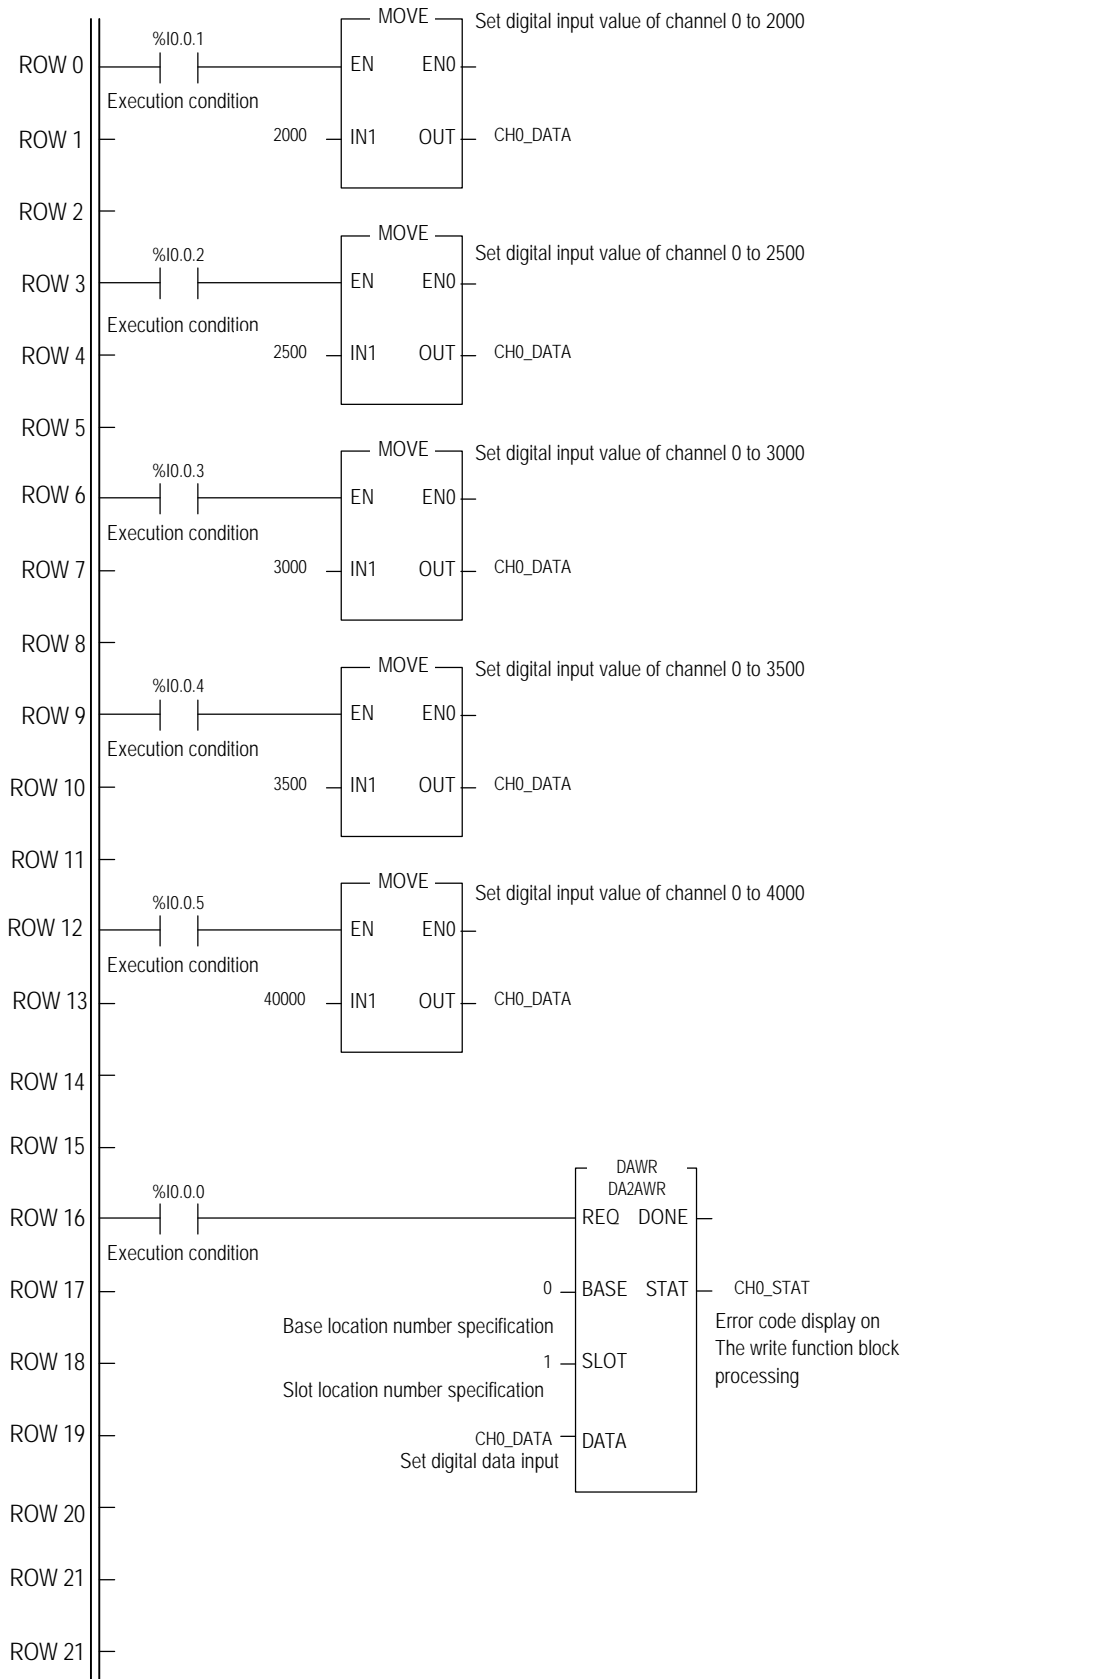 MOVE
Set digital input value of channel 0 to 2000
%I0.0.1
ROW 0
EN EN0
Execution condition
ROW 1
2000
IN1 OUT
CH0_DATA
ROW 2
MOVE
Set digital input value of channel 0 to 2500
%I0.0.2
ROW 3
EN EN0
Execution condition
ROW 4
2500
IN1 OUT
CH0_DATA
ROW 5
MOVE
Set digital input value of channel 0 to 3000
%I0.0.3
ROW 6
EN EN0
Execution condition
ROW 7
3000
IN1 OUT
CH0_DATA
ROW 8
MOVE
Set digital input value of channel 0 to 3500
%I0.0.4
ROW 9
EN EN0
Execution condition
ROW 10
3500
IN1 OUT
CH0_DATA
ROW 11
MOVE
Set digital input value of channel 0 to 4000
%I0.0.5
ROW 12
EN EN0
Execution condition
ROW 13
40000
IN1 OUT
CH0_DATA
ROW 14
ROW 15
DAWR
DA2AWR
%I0.0.0
ROW 16
REQ DONE
Execution condition
ROW 17
0
BASE STAT
CH0_STAT
Base location number specification
Error code display on
The write function block
processing
ROW 18
1
SLOT
Slot location number specification
ROW 19
CH0_DATA
DATA
Set digital data input
ROW 20
ROW 21
ROW 21